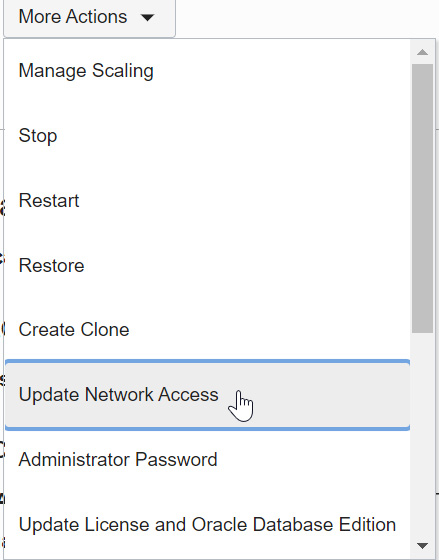 More Actions
Manage Scaling
Stop
Restart
Restore
Create Clone
Update Network Access
Administrator Password
Update License and Oracle Database Edition